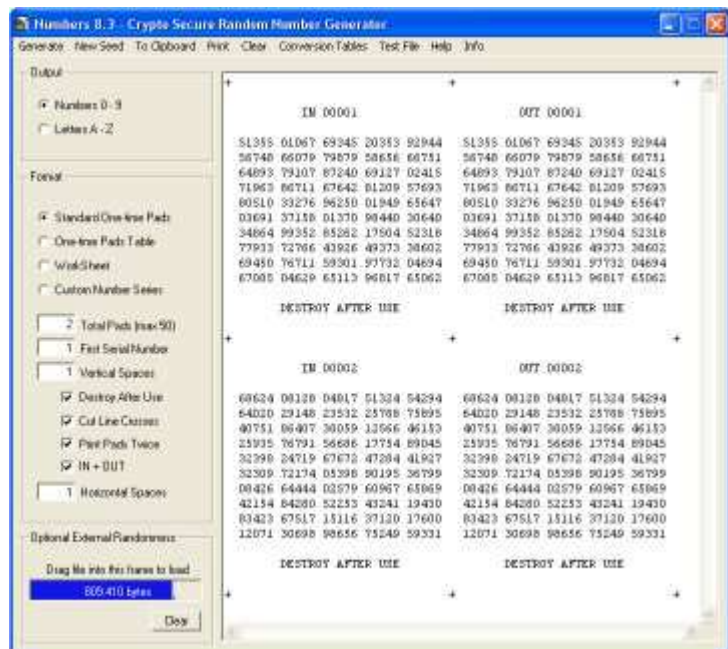 Numbers 8.3 - Crypto Secure Random Number Generator
Generate New Seed To Clipboard Print Clear Conversion Tables Test File Help Info
Output
Numbers 0 - 9
Letters A - Z
Format
Standard One-time Pads
One-time Pads Table
WorkSheet
Custom Number Series
2 Total Pads (max 50)
1 First Serial Number
1 Vertical Spaces
Destroy After Use
Cut Line Crosses
Print Pads Twice
IN + OUT
1 Horizontal Spaces
Optional External Randomness
Drag file into this frame to load
809.410 bytes
Clear
+ + +
IN 00001 OUT 00001
51355 01067 69345 20353 92944 51355 01067 69345 20353 92944
56748 66079 79879 58656 66751 56748 66079 79879 58656 66751
64893 79107 87240 69127 02415 64893 79107 87240 69127 02415
71963 86711 67642 81209 57693 71963 86711 67642 81209 57693
80510 33276 96250 01949 65647 80510 33276 96250 01949 65647
03691 37158 01370 98440 30640 03691 37158 01370 98440 30640
34864 99352 85262 17504 52318 34864 99352 85262 17504 52318
77933 72766 43926 49373 38602 77933 72766 43926 49373 38602
69450 76711 59301 97732 04694 69450 76711 59301 97732 04694
67005 04629 65113 96817 65062 67005 04629 65113 96817 65062
DESTROY AFTER USE DESTROY AFTER USE
+ + +
IN 00002 OUT 00002
68624 08128 04817 51324 54294 68624 08128 04817 51324 54294
64020 29148 23532 25788 75895 64020 29148 23532 25788 75895
40751 86407 30059 12566 46153 40751 86407 30059 12566 46153
25935 76791 56686 17754 89045 25935 76791 56686 17754 89045
32398 24719 67672 47284 41927 32398 24719 67672 47284 41927
32309 72174 05398 90195 36799 32309 72174 05398 90195 36799
08426 64444 02579 60967 65869 08426 64444 02579 60967 65869
42154 84280 52253 43241 19430 42154 84280 52253 43241 19430
83423 67517 15116 37120 17600 83423 67517 15116 37120 17600
12071 30698 98656 75249 59331 12071 30698 98656 75249 59331
DESTROY AFTER USE DESTROY AFTER USE
+ + +